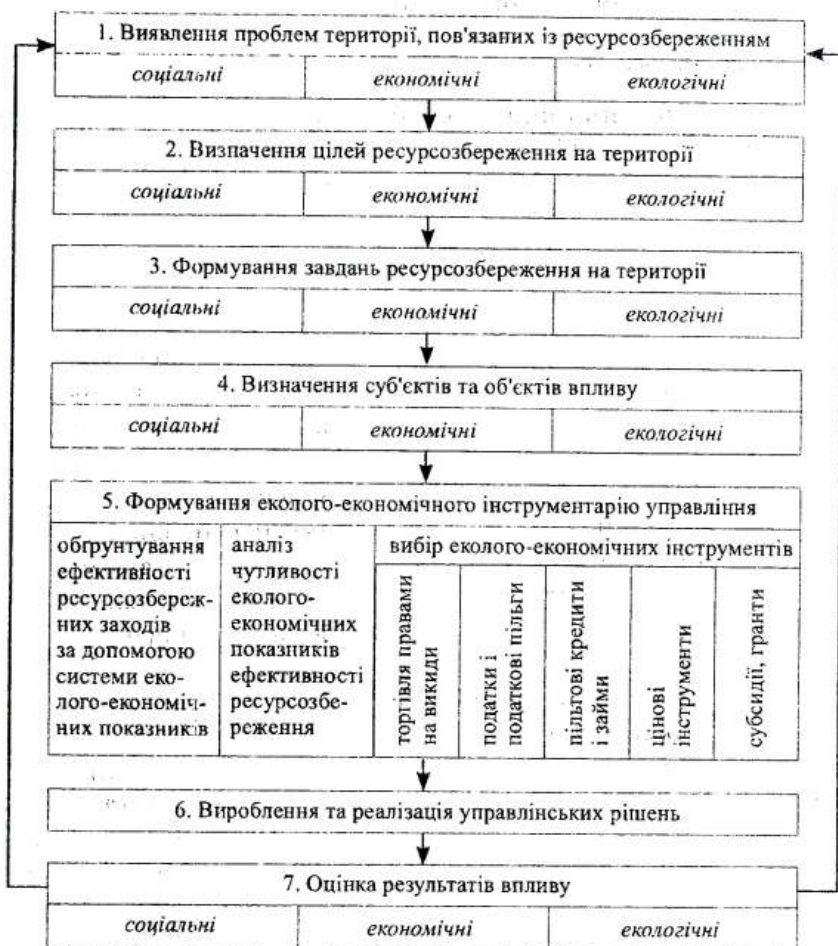 1. Виявлення проблем території, пов'язаних із ресурсозбереженням
соціальні
економічні
екологічні
2. Визначення цілей ресурсозбереження на території
соціальні
економічні
екологічні
3. Формування завдань ресурсозбереження на території
соціальні
економічні
екологічні
4. Визначення суб'єктів та об'єктів впливу
соціальні
економічні
екологічні
5. Формування еколого-економічного інструментарію управління
обґрунтування
ефективності
ресурсозбереж-
них заходів
за допомогою
системи еко-
лого-економіч-
них показників
аналіз
чутливості
еколого-
економічних
показників
ефективності
ресурсозбе-
реження
вибір еколого-економічних інструментів
торгівля правами
на викиди
податки і
податкові пільги
пільгові кредити
і займи
цінові
інструменти
субсидії, гранти
6. Вироблення та реалізація управлінських рішень
7. Оцінка результатів впливу
соціальні
економічні
екологічні